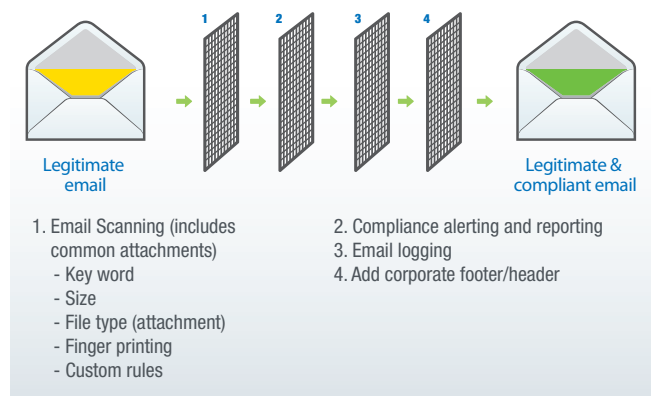 1 2 3 4
Legitimate
email
Legitimate &
compliant email
1. Email Scanning (includes
common attachments)
- Key word
- Size
- File type (attachment)
- Finger printing
- Custom rules
2. Compliance alerting and reporting
3. Email logging
4. Add corporate footer/header